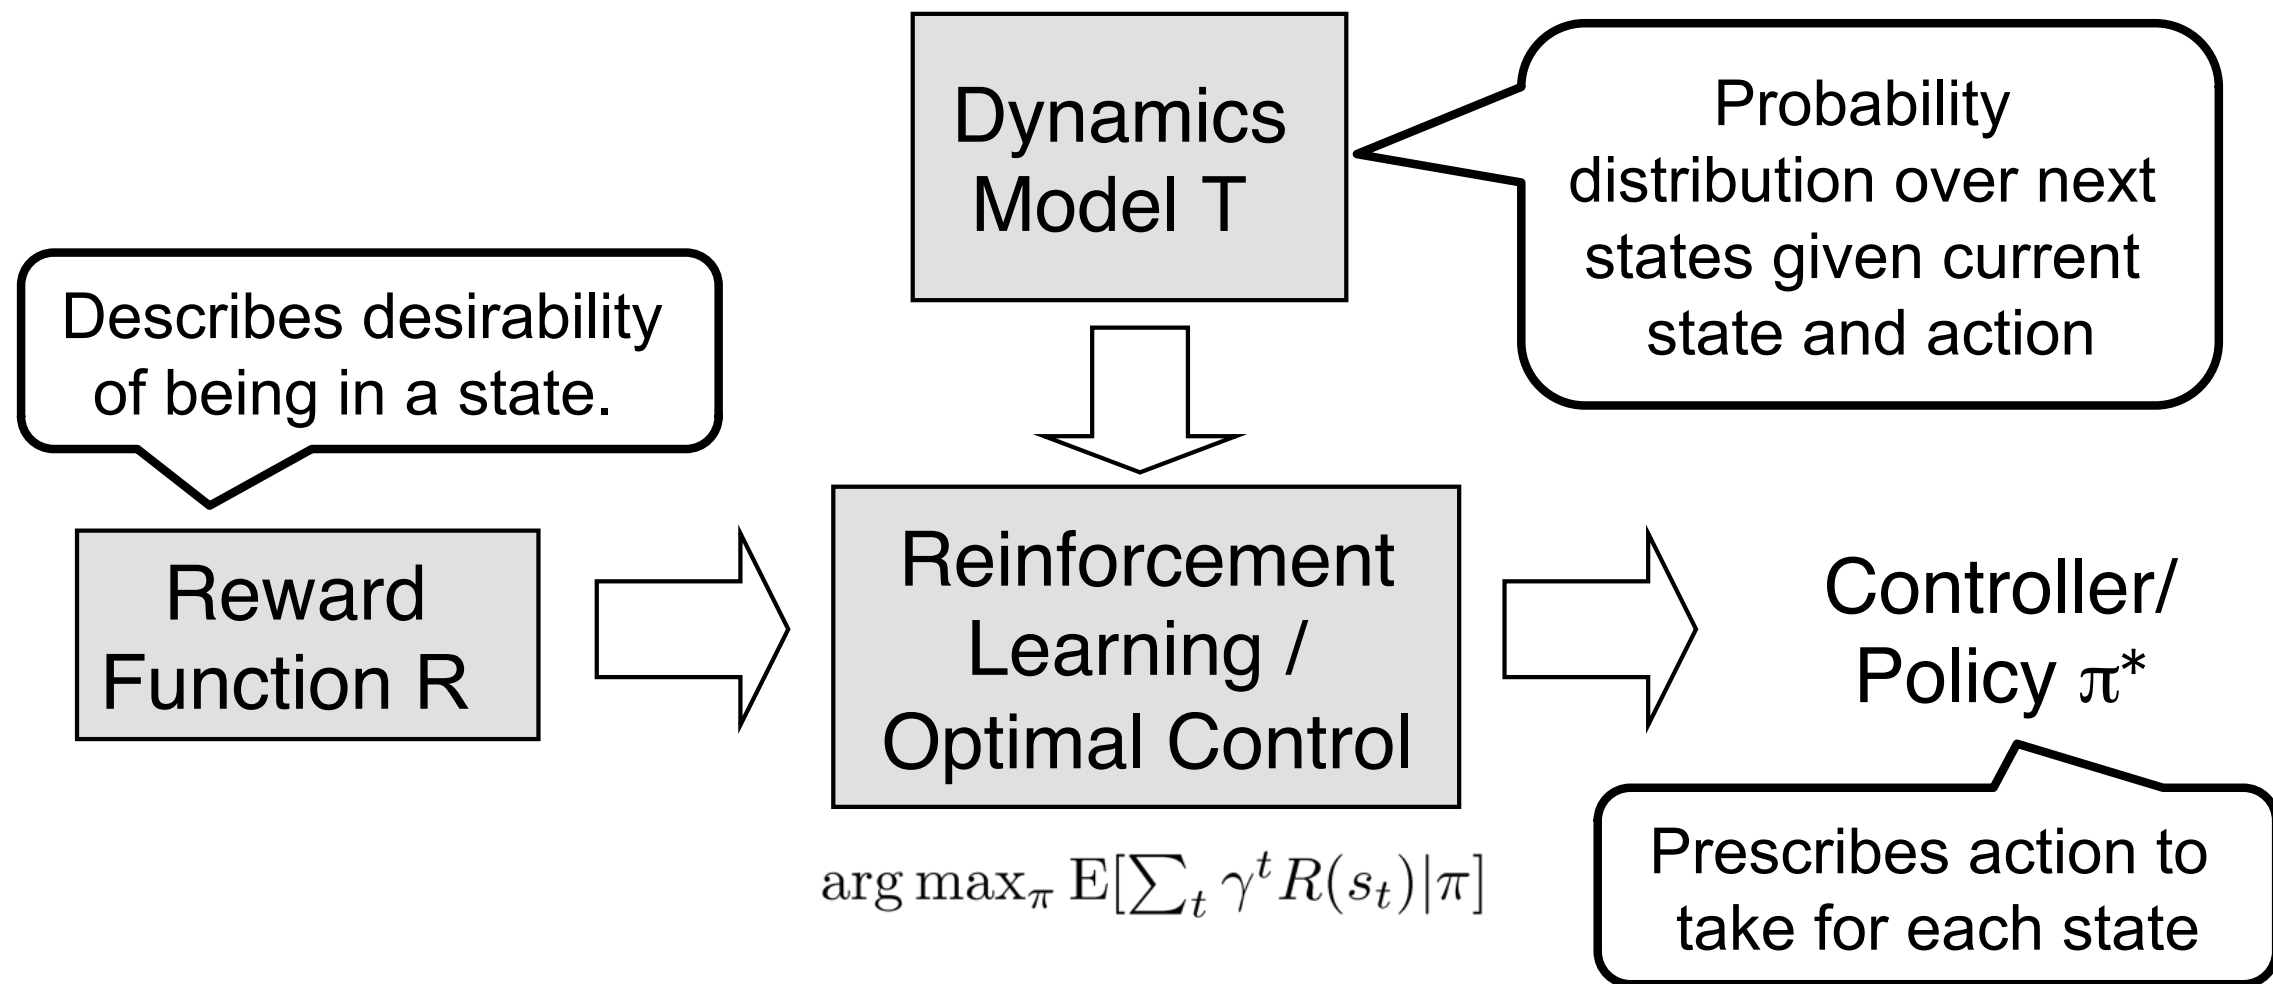 Dynamics
Model T
Probability
distribution over next
states given current
state and action
Describes desirability
of being in a state.
Reward
Function R
Reinforcement
Learning /
Optimal Control
Controller/
Policy π*
arg max_π E[∑_t γ^t R(s_t)|π]
Prescribes action to
take for each state